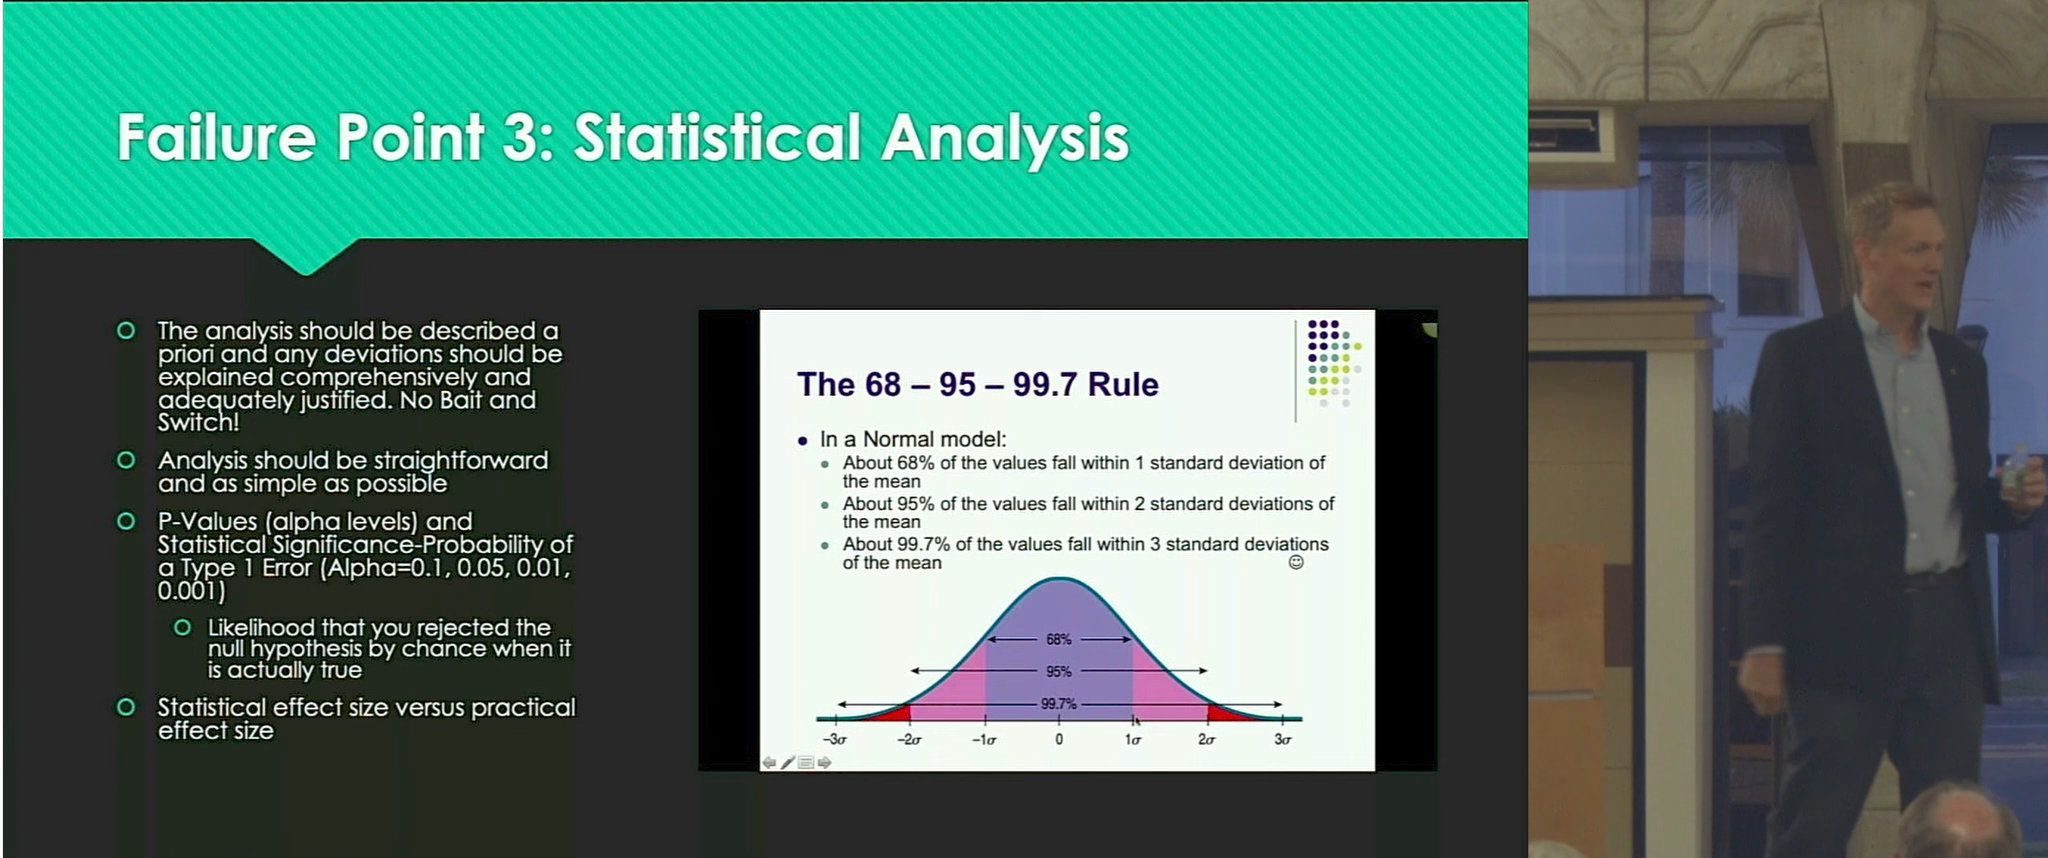 Failure Point 3: Statistical Analysis
The analysis should be described a
priori and any deviations should be
explained comprehensively and
adequately justified. No Bait and
Switch!
Analysis should be straightforward
and as simple as possible
P-Values (alpha levels) and
Statistical Significance-Probability of
a Type 1 Error (Alpha=0.1, 0.05, 0.01,
0.001)
Likelihood that you rejected the
null hypothesis by chance when it
is actually true
Statistical effect size versus practical
effect size
The 68 – 95 – 99.7 Rule
In a Normal model:
About 68% of the values fall within 1 standard deviation of
the mean
About 95% of the values fall within 2 standard deviations of
the mean
About 99.7% of the values fall within 3 standard deviations
of the mean
68%
95%
99.7%
−3σ −2σ −1σ 0 1σ 2σ 3σ